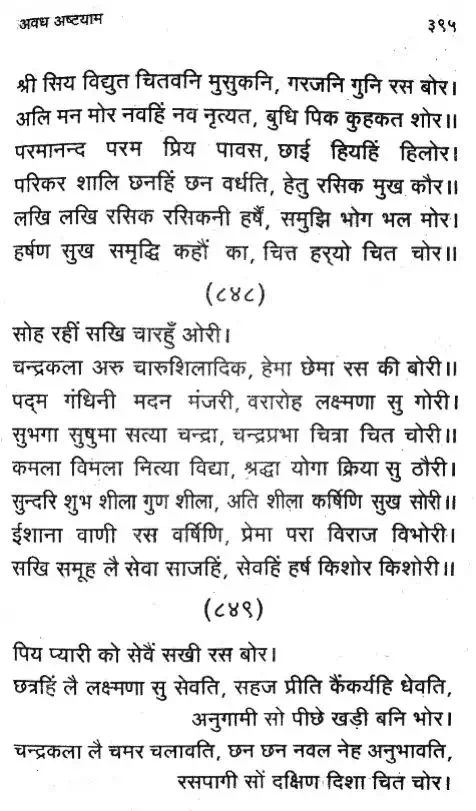 अवध अष्टयाम
३९५
श्री सिय विद्युत चितवनि मुसुकनि, गरजनि गुनि रस बोर।
अलि मन मोर नवहिं नव नृत्यत, बुधि पिक कुहकत शोर॥
परमानन्द परम प्रिय पावस, छाई हियहिं हिलोर।
परिकर शालि छनहिं छन वर्धति, हेतु रसिक मुख कौर॥
लखि लखि रसिक रसिकनी हर्षैं, समुझि भोग भल मोर।
हर्षण सुख समृद्धि कहौं का, चित्त हर्‌यो चित चोर॥
(८४८)
सोह रहीं सखि चारहुँ ओरी।
चन्द्रकला अरु चारुशिलादिक, हेमा छेमा रस की बोरी॥
पद्म गंधिनी मदन मंजरी, वरारोह लक्ष्मणा सु गोरी।
सुभगा सुषुमा सत्या चन्द्रा, चन्द्रप्रभा चित्रा चित चोरी॥
कमला विमला नित्या विद्या, श्रद्धा योगा क्रिया सु ठौरी।
सुन्दरि शुभ शीला गुण शीला, अति शीला कर्षिणि सुख सोरी॥
ईशाना वाणी रस वर्षिणि, प्रेमा परा विराज विभोरी।
सखि समूह लै सेवा साजहिं, सेवहिं हर्ष किशोर किशोरी॥
(८४९)
पिय प्यारी को सेवैं सखी रस बोर।
छत्रहिं लै लक्ष्मणा सु सेवति, सहज प्रीति कैंकर्यहि धेवति,
अनुगामी सो पीछे खड़ी बनि भोर।
चन्द्रकला लै चमर चलावति, छन छन नवल नेह अनुभावति,
रसपागी सों दक्षिण दिशा चित चोर।